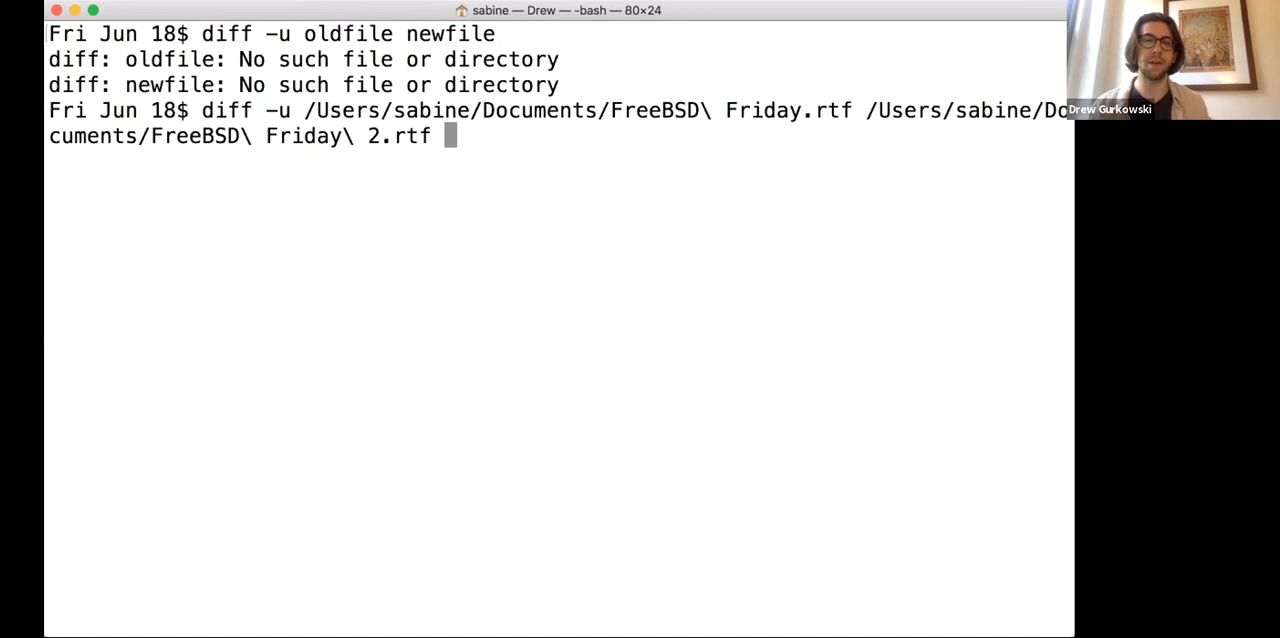 sabine — Drew — -bash — 80×24
Fri Jun 18$ diff -u oldfile newfile
diff: oldfile: No such file or directory
diff: newfile: No such file or directory
Fri Jun 18$ diff -u /Users/sabine/Documents/FreeBSD\ Friday.rtf /Users/sabine/Do
cuments/FreeBSD\ Friday\ 2.rtf
Drew Gurkowski